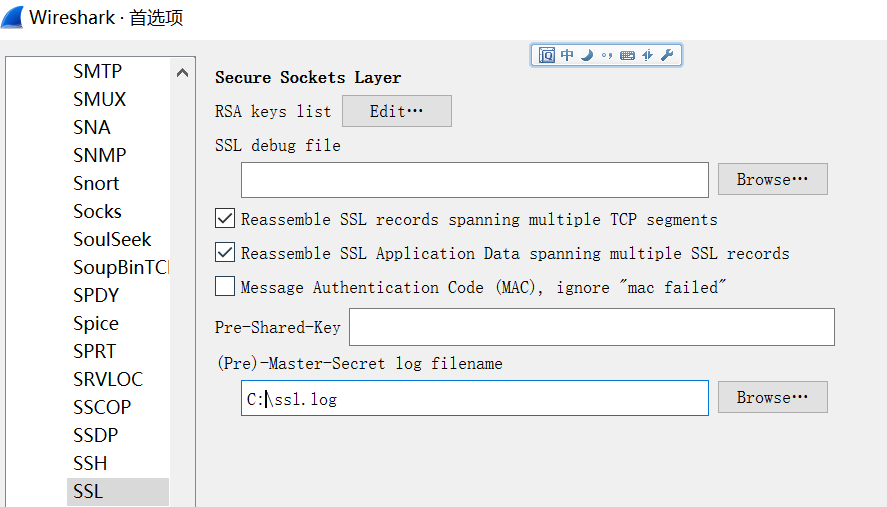 Wireshark · 首选项
SMTP
SMUX
SNA
SNMP
Snort
Socks
SoulSeek
SoupBinTCI
SPDY
Spice
SPRT
SRVLOC
SSCOP
SSDP
SSH
SSL
中
Secure Sockets Layer
RSA keys list Edit…
SSL debug file
Browse…
Reassemble SSL records spanning multiple TCP segments
Reassemble SSL Application Data spanning multiple SSL records
Message Authentication Code (MAC), ignore "mac failed"
Pre-Shared-Key
(Pre)-Master-Secret log filename
C:\ssl.log Browse…